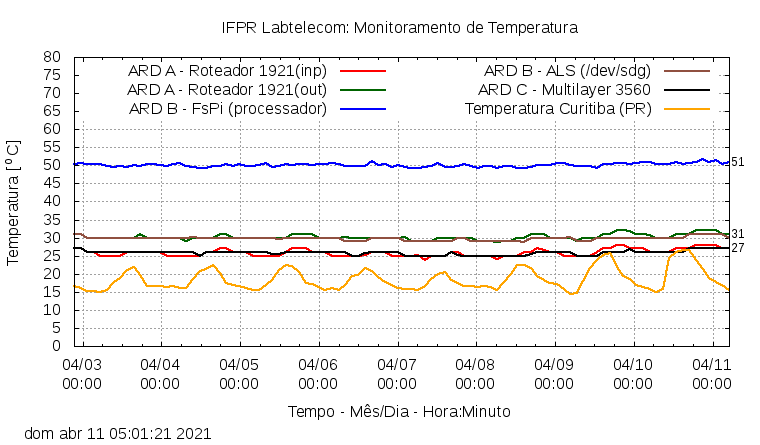 IFPR Labtelecom: Monitoramento de Temperatura
80
75
70
65
60
55
50
45
40
35
30
25
20
15
10
5
0
Temperatura [ºC]
ARD A - Roteador 1921(inp)
ARD A - Roteador 1921(out)
ARD B - FsPi (processador)
ARD B - ALS (/dev/sdg)
ARD C - Multilayer 3560
Temperatura Curitiba (PR)
51
31
27
04/03 04/04 04/05 04/06 04/07 04/08 04/09 04/10 04/11
00:00 00:00 00:00 00:00 00:00 00:00 00:00 00:00 00:00
Tempo - Mês/Dia - Hora:Minuto
dom abr 11 05:01:21 2021